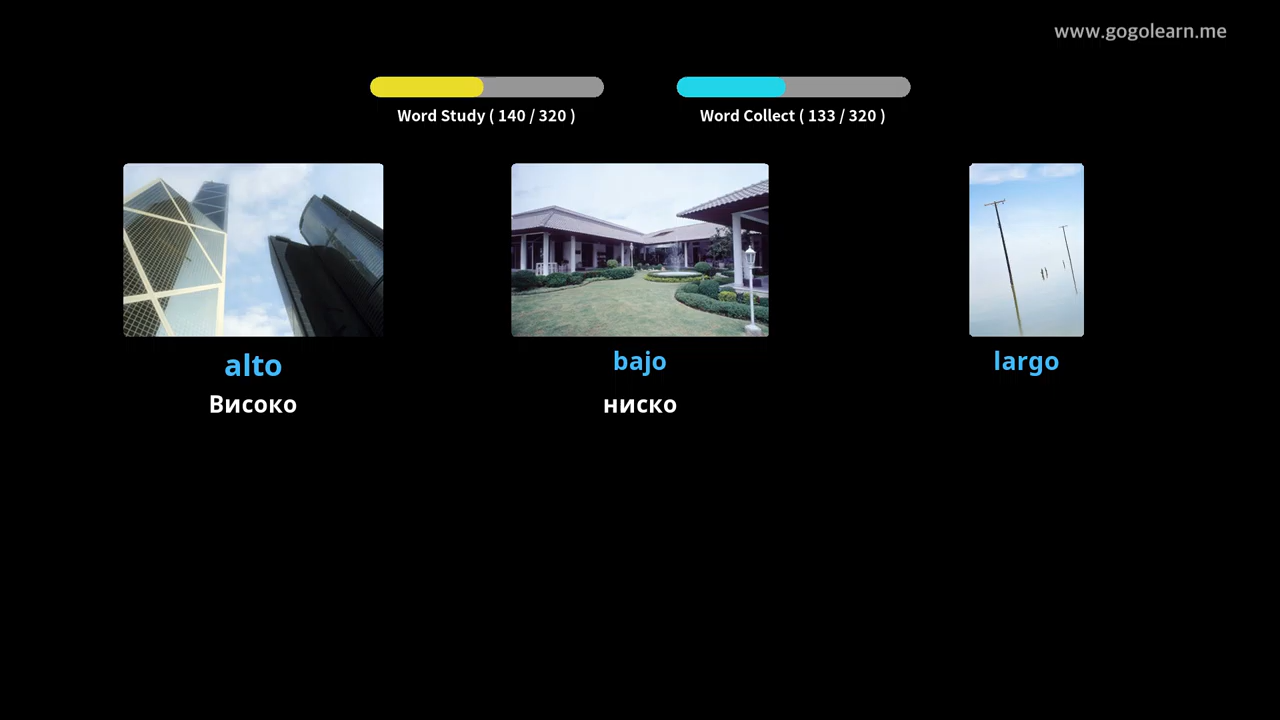 www.gogolearn.me
Word Study ( 140 / 320 )
Word Collect ( 133 / 320 )
alto
bajo
largo
Високо
ниско